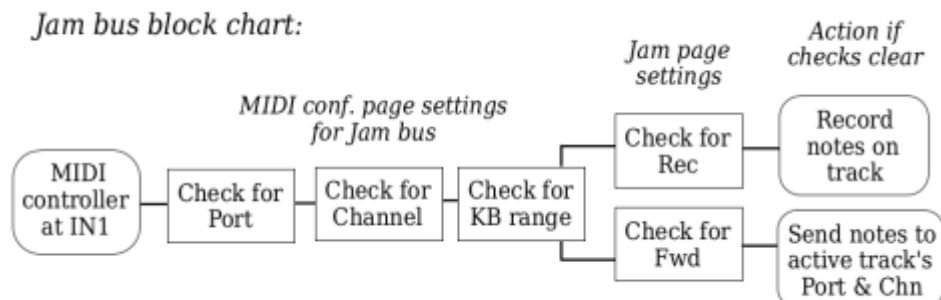 Jam bus block chart:
Action if
checks clear
Jam page
settings
MIDI conf. page settings
for Jam bus
MIDI
controller
at IN1
Check for
Port
Check for
Channel
Check for
KB range
Check for
Rec
Record
notes on
track
Check for
Fwd
Send notes to
active track's
Port & Chn